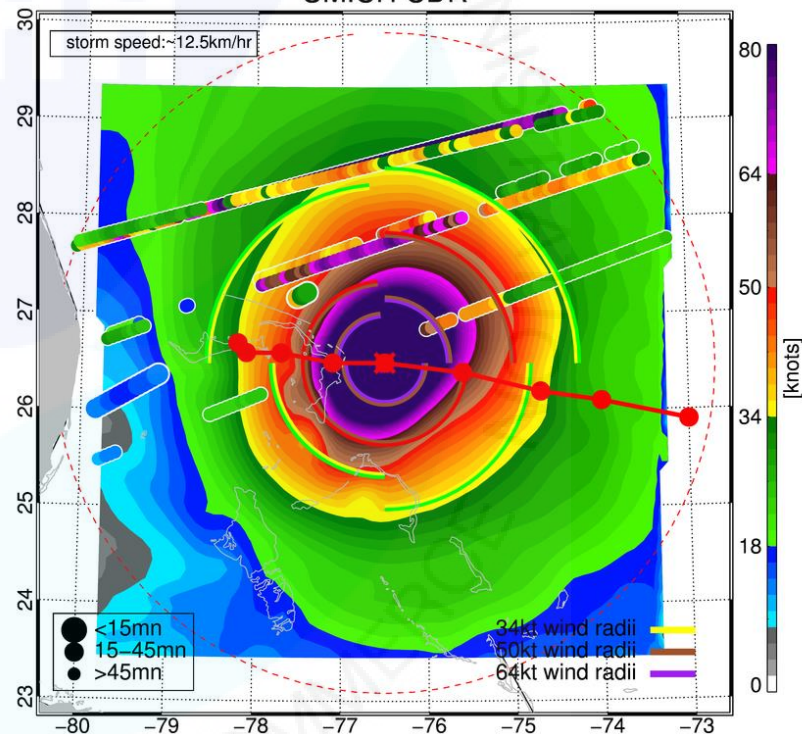 storm speed:~12.5km/hr
30
29
28
27
26
25
24
23
80
64
50
34
18
0
[knots]
<15mn
15−45mn
>45mn
34kt wind radii
50kt wind radii
64kt wind radii
−80 −79 −78 −77 −76 −75 −74 −73